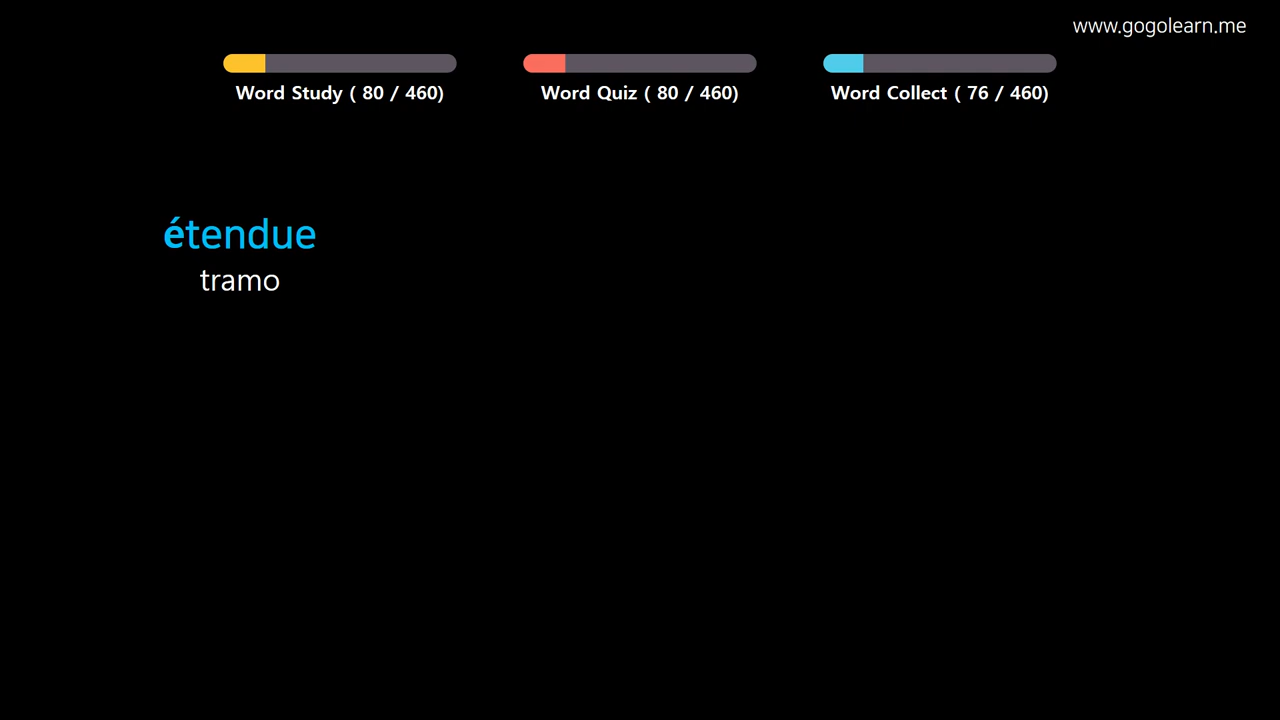 www.gogolearn.me
Word Study ( 80 / 460)
Word Quiz ( 80 / 460)
Word Collect ( 76 / 460)
étendue
tramo